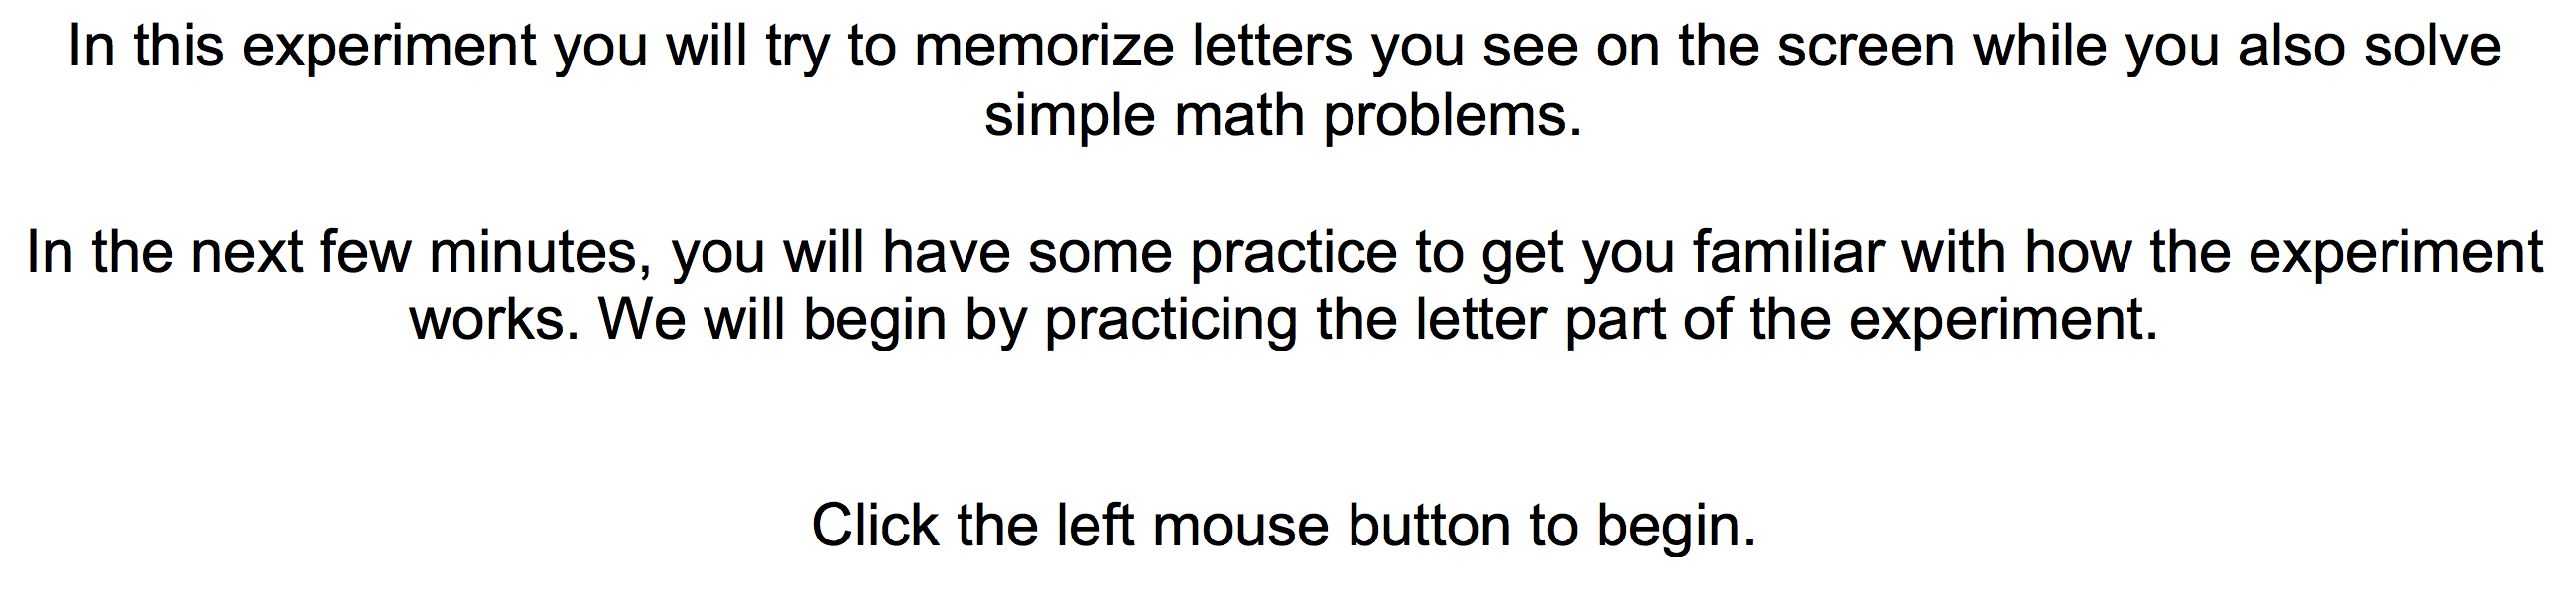 In this experiment you will try to memorize letters you see on the screen while you also solve
simple math problems.
In the next few minutes, you will have some practice to get you familiar with how the experiment
works. We will begin by practicing the letter part of the experiment.
Click the left mouse button to begin.